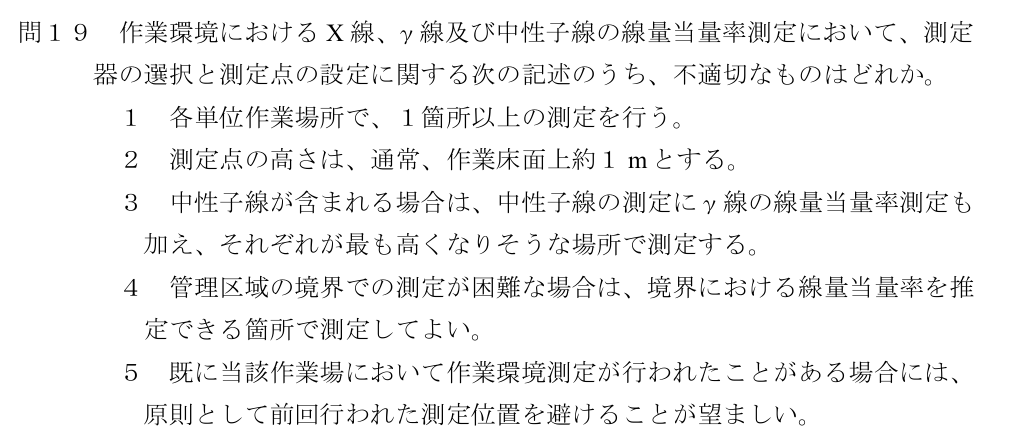 問１９　作業環境における X 線、γ 線及び中性子線の線量当量率測定において、測定
器の選択と測定点の設定に関する次の記述のうち、不適切なものはどれか。
１　各単位作業場所で、１箇所以上の測定を行う。
２　測定点の高さは、通常、作業床面上約１ m とする。
３　中性子線が含まれる場合は、中性子線の測定に γ 線の線量当量率測定も
加え、それぞれが最も高くなりそうな場所で測定する。
４　管理区域の境界での測定が困難な場合は、境界における線量当量率を推
定できる箇所で測定してよい。
５　既に当該作業場において作業環境測定が行われたことがある場合には、
原則として前回行われた測定位置を避けることが望ましい。